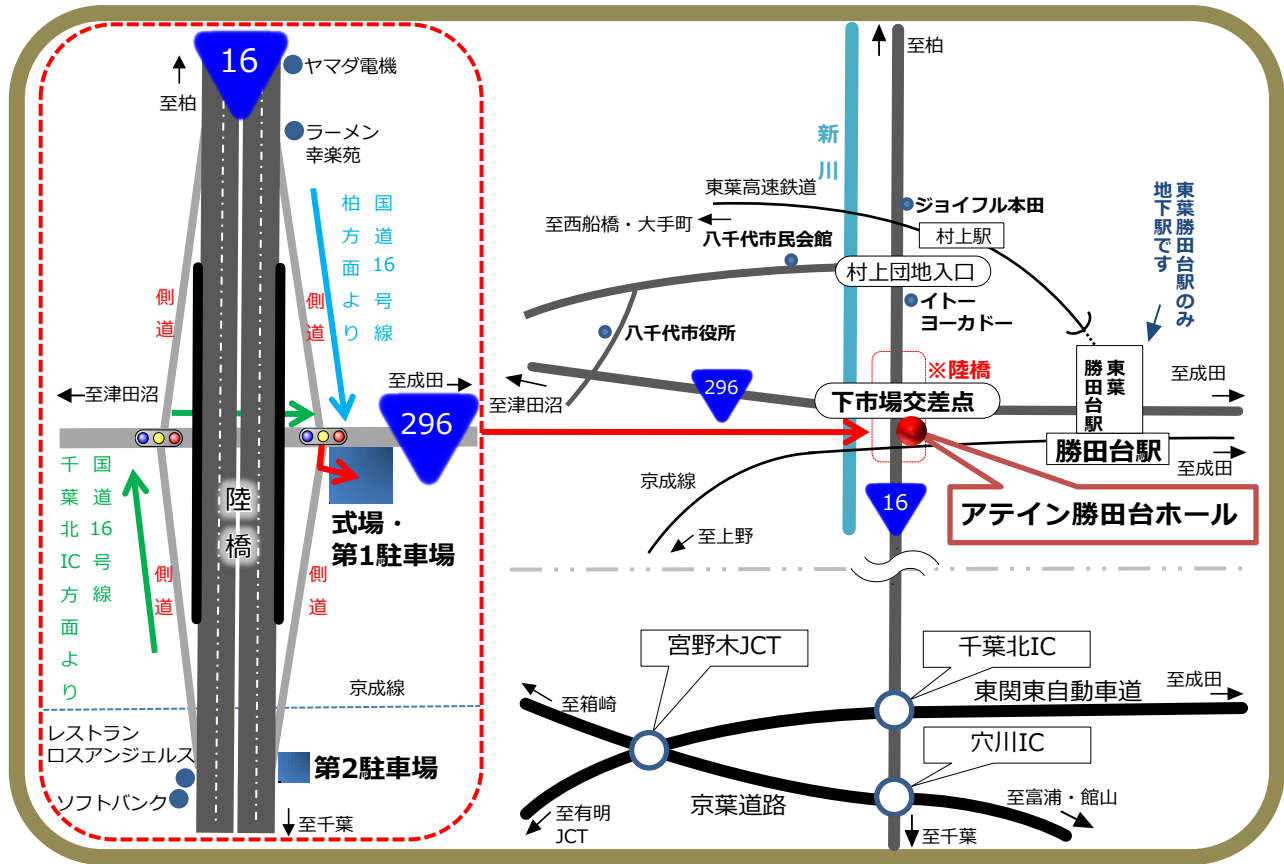 16
ヤマダ電機
至柏
ラーメン
幸楽苑
国道16号線
柏方面より
側道
側道
至津田沼
至成田
296
国道16号線
千葉北IC方面より
陸橋
式場・
第1駐車場
側道
側道
京成線
レストラン
ロスアンジェルス
ソフトバンク
第2駐車場
至千葉
至柏
新川
東葉高速鉄道
ジョイフル本田
至西船橋・大手町
村上駅
八千代市民会館
村上団地入口
東葉勝田台駅のみ
地下駅です
イトー
ヨーカドー
八千代市役所
※陸橋
296
至津田沼
下市場交差点
東葉
勝田台駅
至成田
勝田台駅
至成田
京成線
16
アテイン勝田台ホール
至上野
宮野木JCT
千葉北IC
至箱崎
東関東自動車道
至成田
穴川IC
京葉道路
至有明
JCT
至富浦・館山
至千葉